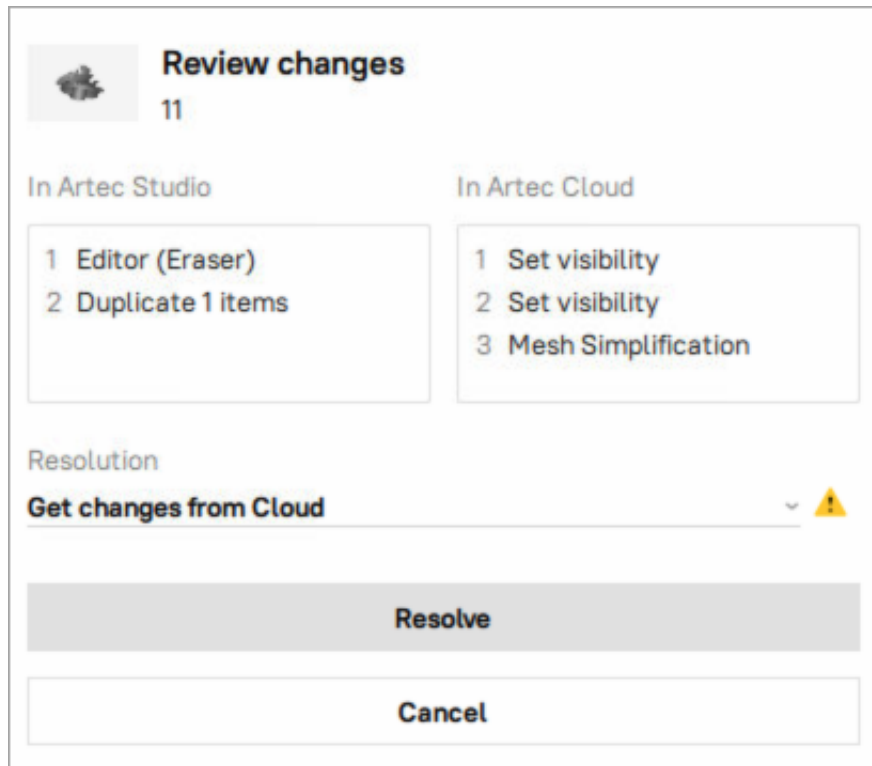 Review changes
11
In Artec Studio
In Artec Cloud
1 Editor (Eraser)
2 Duplicate 1 items
1 Set visibility
2 Set visibility
3 Mesh Simplification
Resolution
Get changes from Cloud
Resolve
Cancel